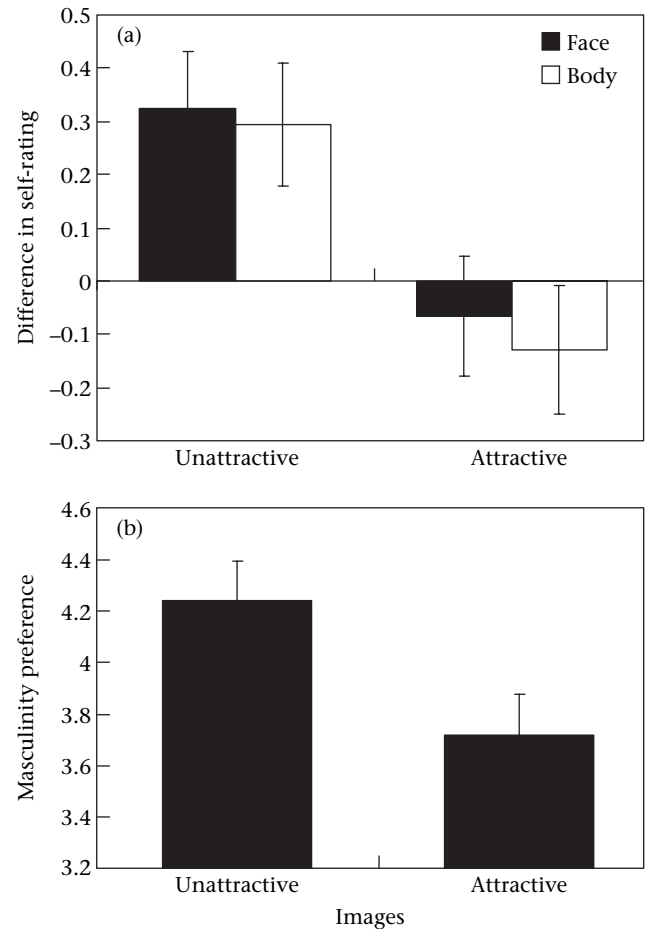 (a)
Face
Body
Difference in self-rating
0.5
0.4
0.3
0.2
0.1
0
–0.1
–0.2
–0.3
Unattractive Attractive
(b)
Masculinity preference
4.6
4.4
4.2
4
3.8
3.6
3.4
3.2
Unattractive Attractive
Images